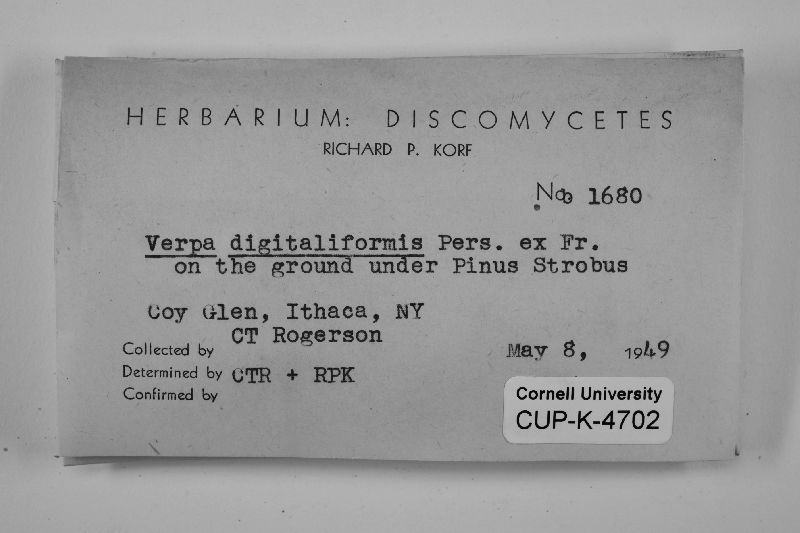 HERBARIUM: DISCOMYCETES
RICHARD P. KORF
No. 1680
Verpa digitaliformis Pers. ex Fr.
on the ground under Pinus Strobus
Coy Glen, Ithaca, NY
CT Rogerson
Collected by
May 8, 1949
Determined by CTR + RPK
Confirmed by
Cornell University
CUP-K-4702